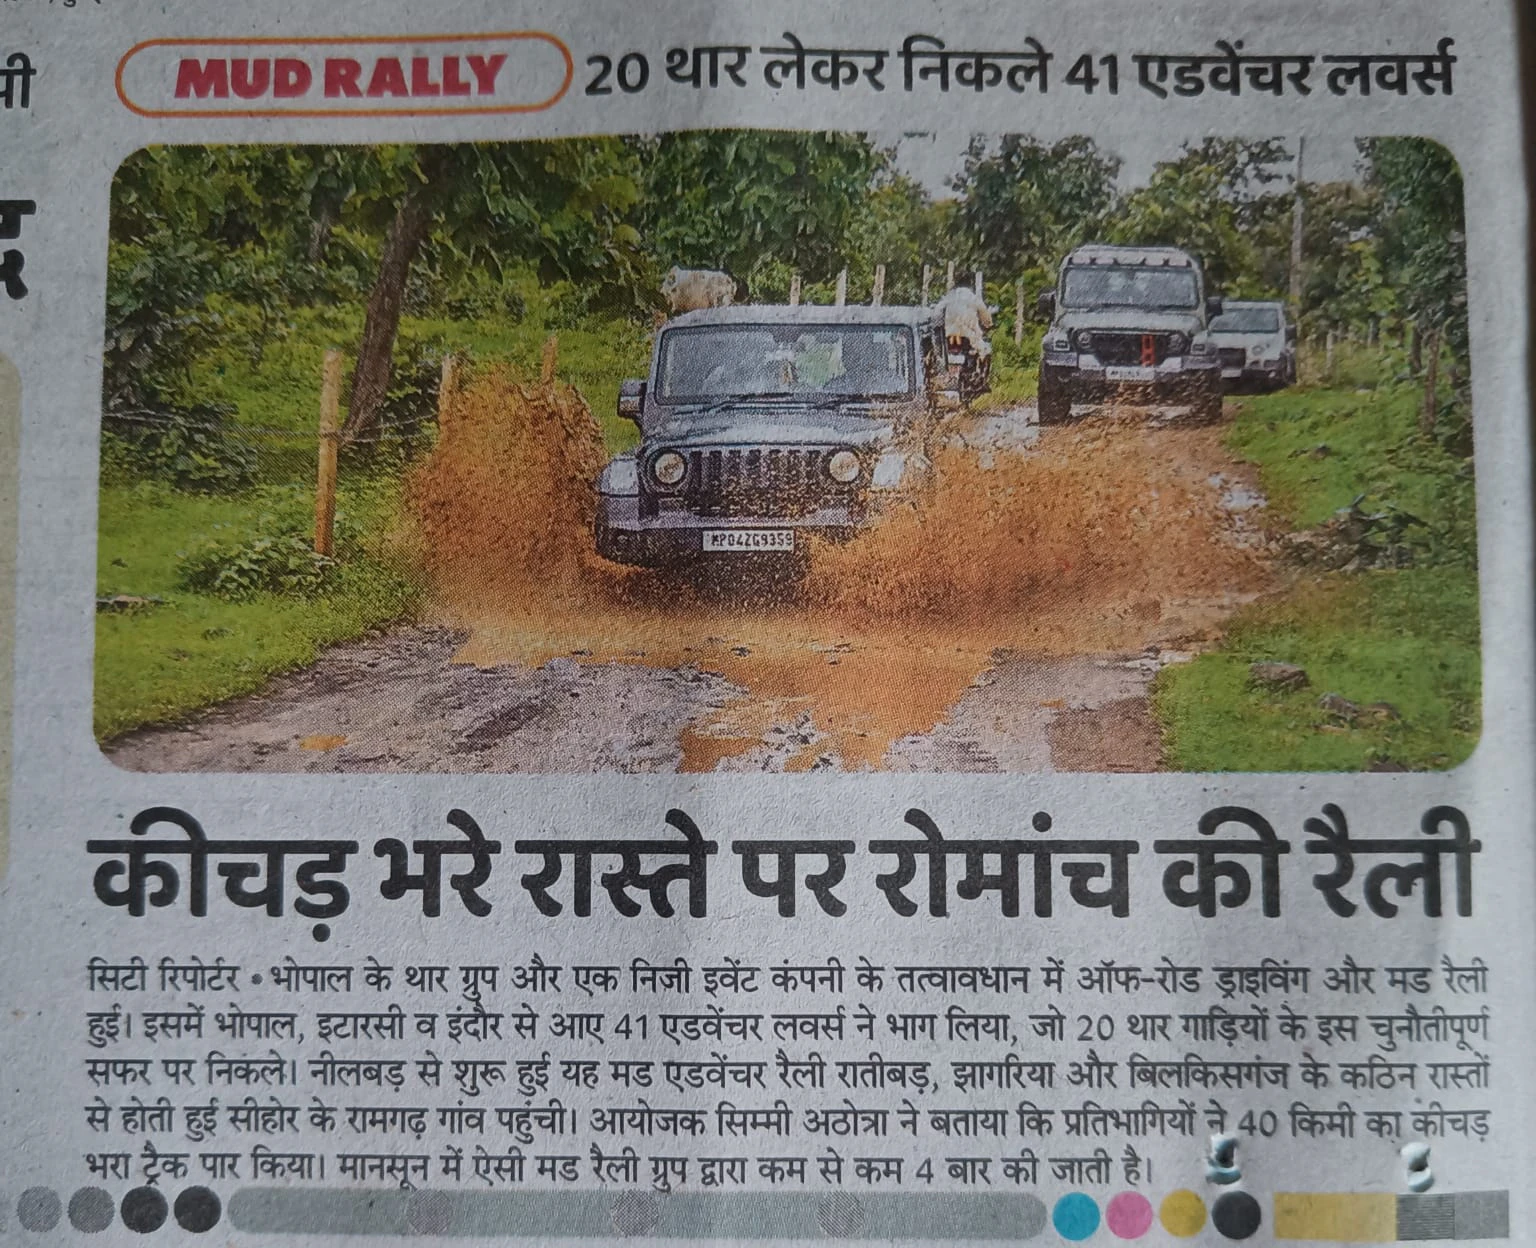 MUD RALLY 20 थार लेकर निकले 41 एडवेंचर लवर्स
MP04ZG9359
कीचड़ भरे रास्ते पर रोमांच की रैली
सिटी रिपोर्टर • भोपाल के थार ग्रुप और एक निजी इवेंट कंपनी के तत्वावधान में ऑफ-रोड ड्राइविंग और मड रैली
हुई। इसमें भोपाल, इटारसी व इंदौर से आए 41 एडवेंचर लवर्स ने भाग लिया, जो 20 थार गाड़ियों के इस चुनौतीपूर्ण
सफर पर निकले। नीलबड़ से शुरू हुई यह मड एडवेंचर रैली रातीबड़, झागरिया और बिलकिसगंज के कठिन रास्तों
से होती हुई सीहोर के रामगढ़ गांव पहुंची। आयोजक सिम्मी अठोत्रा ने बताया कि प्रतिभागियों ने 40 किमी का कीचड़
भरा ट्रैक पार किया। मानसून में ऐसी मड रैली ग्रुप द्वारा कम से कम 4 बार की जाती है।